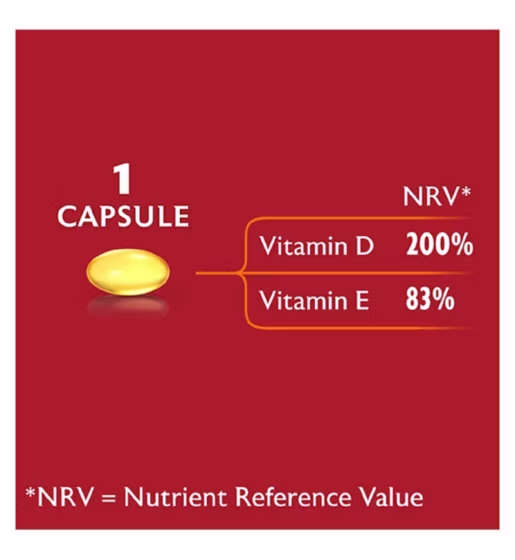 1
CAPSULE
NRV*
Vitamin D 200%
Vitamin E 83%
*NRV = Nutrient Reference Value